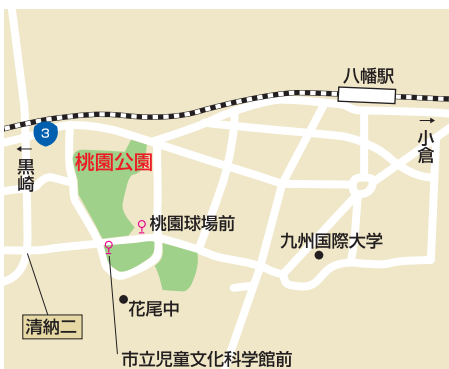 八幡駅
3
小倉
黒崎
桃園公園
桃園球場前
九州国際大学
花尾中
清納二
市立児童文化科学館前